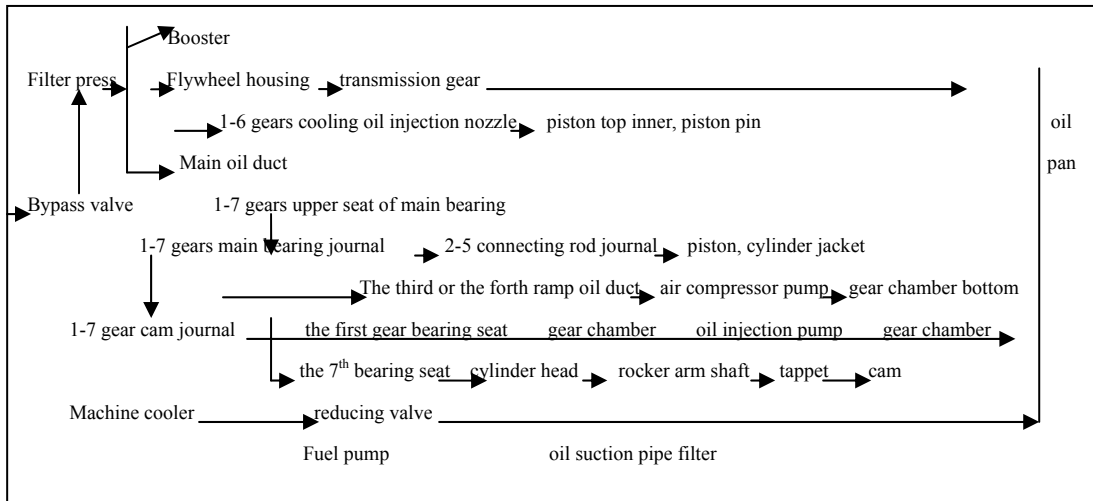 Booster
Filter press Flywheel housing transmission gear
1-6 gears cooling oil injection nozzle piston top inner, piston pin oil
Main oil duct pan
Bypass valve 1-7 gears upper seat of main bearing
1-7 gears main bearing journal 2-5 connecting rod journal piston, cylinder jacket
The third or the forth ramp oil duct air compressor pump gear chamber bottom
1-7 gear cam journal the first gear bearing seat gear chamber oil injection pump gear chamber
the 7th bearing seat cylinder head rocker arm shaft tappet cam
Machine cooler reducing valve
Fuel pump oil suction pipe filter